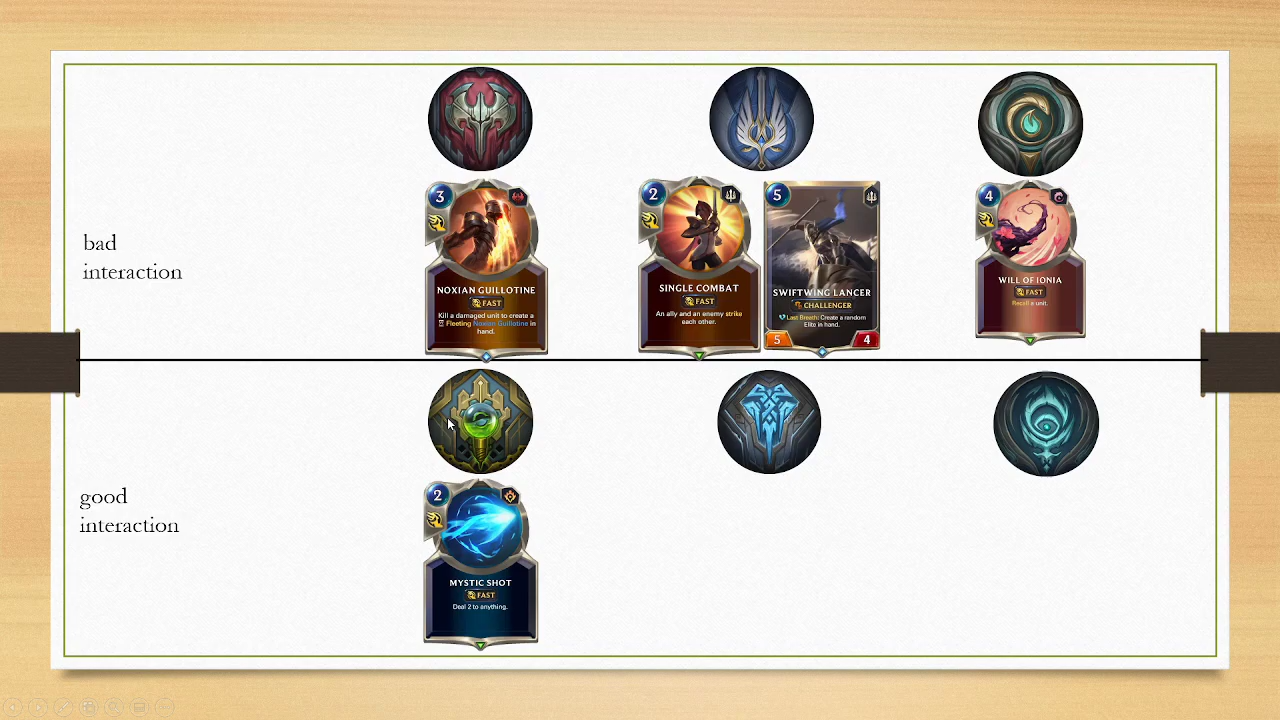 bad
interaction
3
NOXIAN GUILLOTINE
FAST
Kill a damaged unit to create a
Fleeting Noxian Guillotine in
hand.
2
SINGLE COMBAT
FAST
An ally and an enemy strike
each other.
5
SWIFTWING LANCER
CHALLENGER
Last Breath: Create a random
Elite in hand.
5
4
4
WILL OF IONIA
FAST
Recall a unit.
good
interaction
2
MYSTIC SHOT
FAST
Deal 2 to anything.